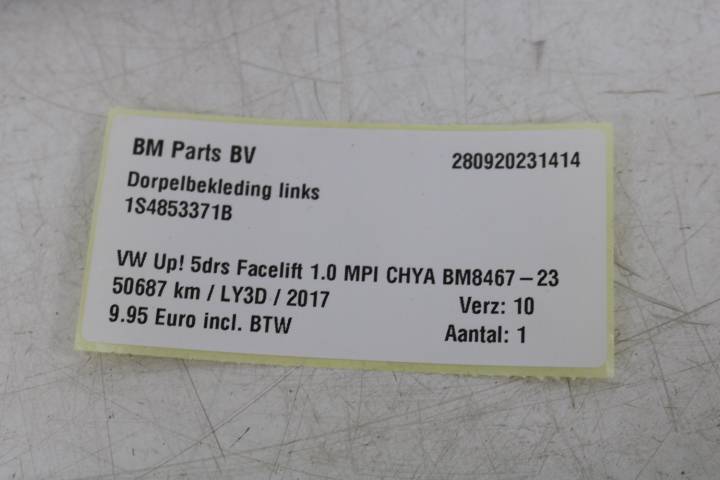 BM Parts BV 280920231414
Dorpelbekleding links
1S4853371B
VW Up! 5drs Facelift 1.0 MPI CHYA BM8467-23
50687 km / LY3D / 2017 Verz: 10
9.95 Euro incl. BTW Aantal: 1